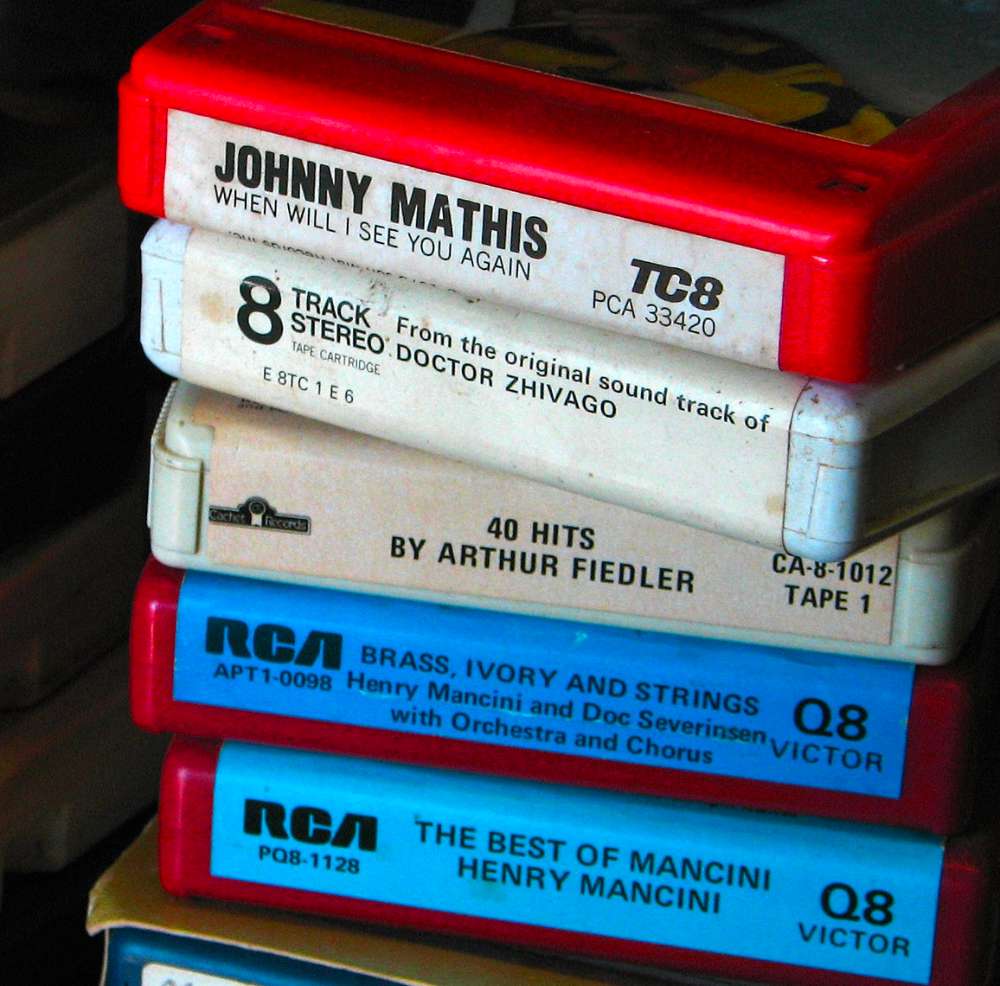 JOHNNY MATHIS
WHEN WILL I SEE YOU AGAIN
TC8
PCA 33420
8 TRACK
STEREO
TAPE CARTRIDGE
E 8TC 1 E 6
From the original sound track of
DOCTOR ZHIVAGO
Cachet Records
40 HITS
BY ARTHUR FIEDLER
CA-8-1012
TAPE 1
RCA
APT1-0098
BRASS, IVORY AND STRINGS
Henry Mancini and Doc Severinsen
with Orchestra and Chorus
Q8
VICTOR
RCA
PQ8-1128
THE BEST OF MANCINI
HENRY MANCINI
Q8
VICTOR